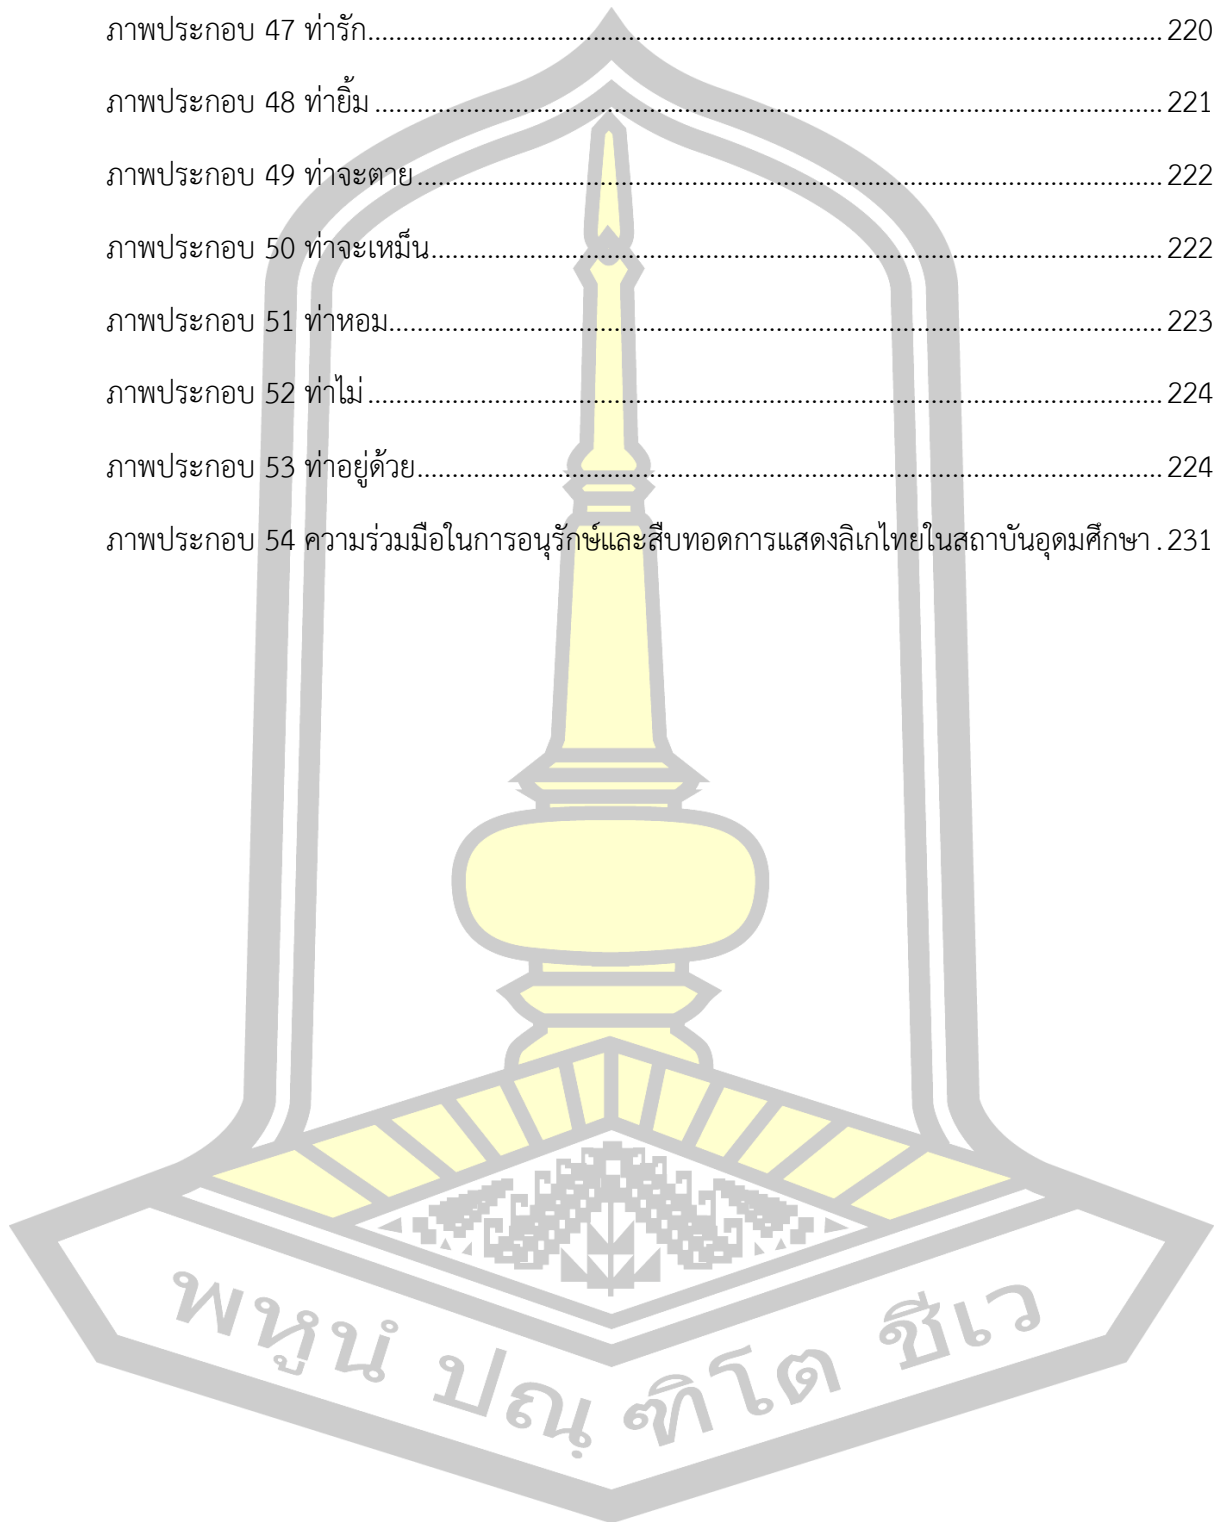 ภาพประกอบ 47 ท่ารัก.......................................................................................................... 220
ภาพประกอบ 48 ท่ายิ้ม ......................................................................................................... 221
ภาพประกอบ 49 ท่าจะตาย.................................................................................................... 222
ภาพประกอบ 50 ท่าจะเหม็น.................................................................................................. 222
ภาพประกอบ 51 ท่าหอม....................................................................................................... 223
ภาพประกอบ 52 ท่าไม่ .......................................................................................................... 224
ภาพประกอบ 53 ท่าอยู่ด้วย.................................................................................................... 224
ภาพประกอบ 54 ความร่วมมือในการอนุรักษ์และสืบทอดการแสดงลิเกไทยในสถาบันอุดมศึกษา . 231
พหูนํ ปณฺ ฑิโต ชีเว